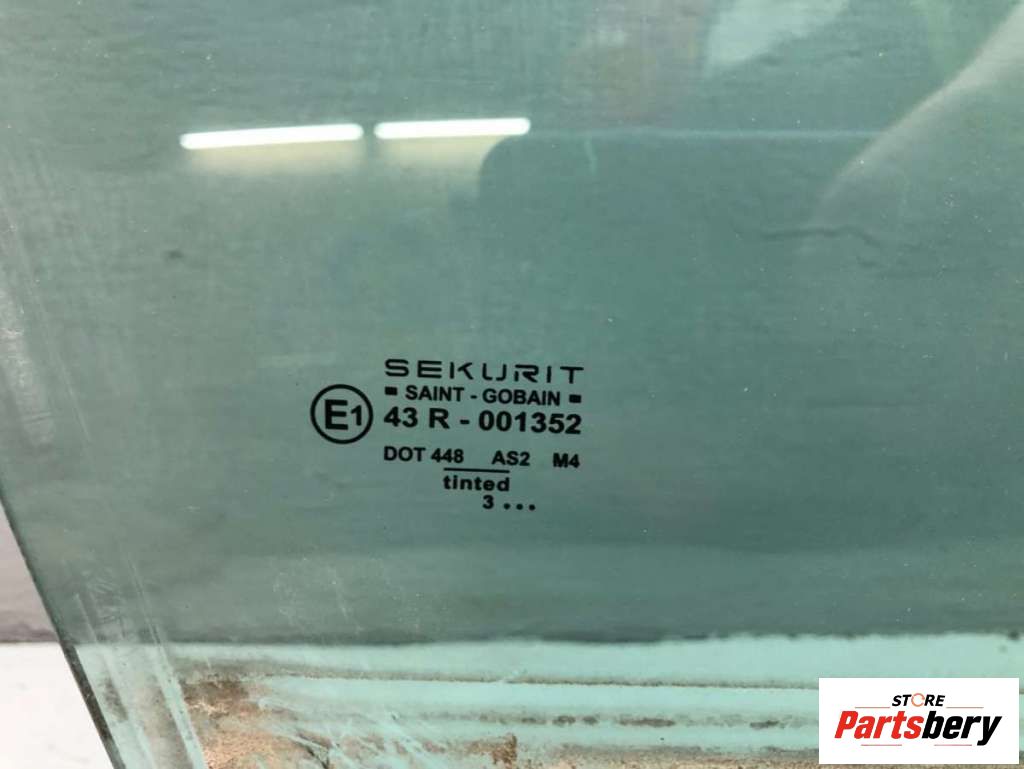 SEKURIT
SAINT - GOBAIN
E1 43 R - 001352
DOT 448 AS2 M4
tinted
3 ...
STORE
Partsbery